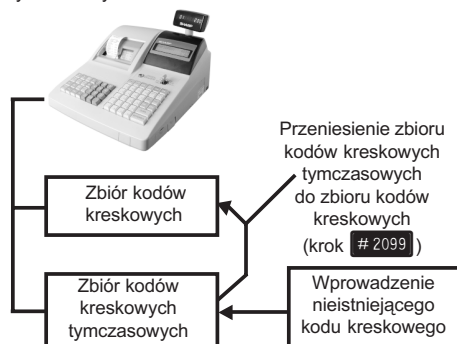 Przeniesienie zbioru
kodów kreskowych
tymczasowych
do zbioru kodów
kreskowych
(krok # 2099)
Zbiór kodów
kreskowych
Zbiór kodów
kreskowych
tymczasowych
Wprowadzenie
nieistniejącego
kodu kreskowego